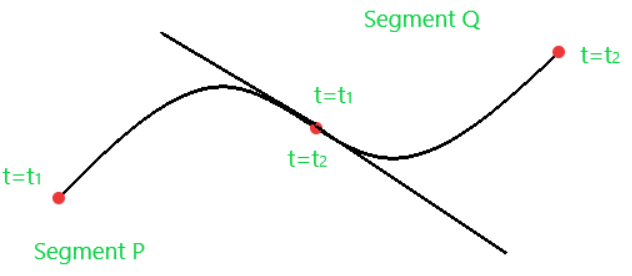 Segment Q
t=t₂
t=t₁
t=t₂
t=t₁
Segment P